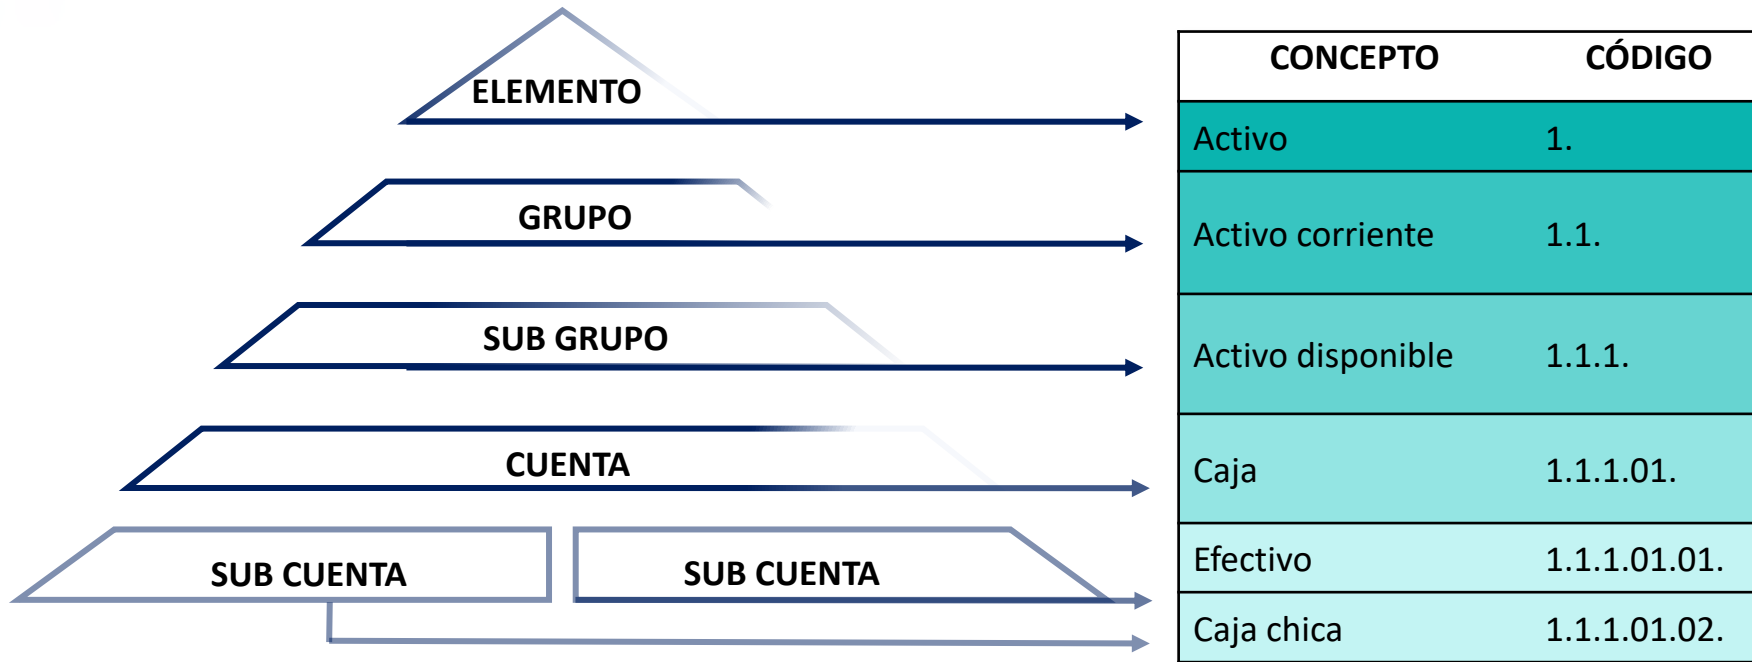 ELEMENTO
GRUPO
SUB GRUPO
CUENTA
SUB CUENTA SUB CUENTA
CONCEPTO CÓDIGO
Activo 1.
Activo corriente 1.1.
Activo disponible 1.1.1.
Caja 1.1.1.01.
Efectivo 1.1.1.01.01.
Caja chica 1.1.1.01.02.